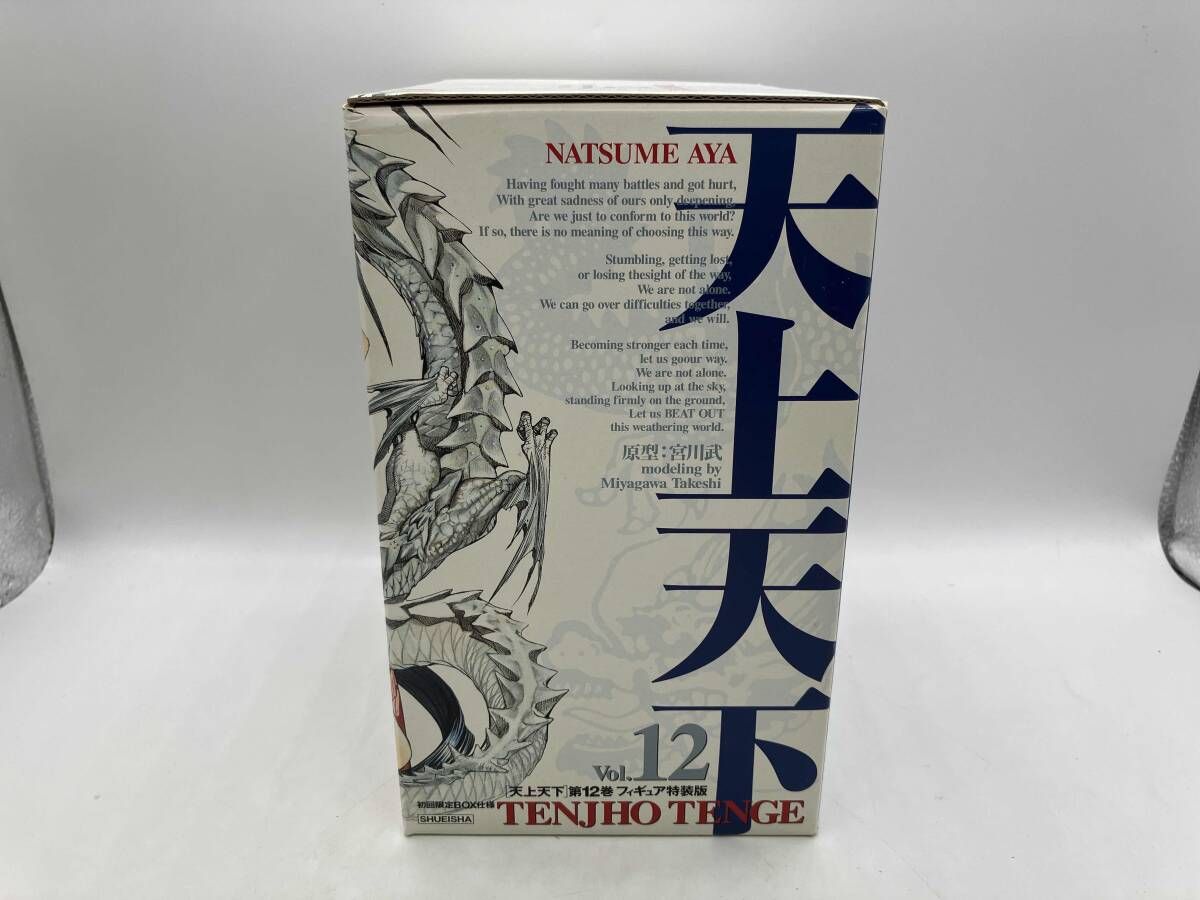 NATSUME AYA
Having fought many battles and got hurt,
With great sadness of ours only deepening,
Are we just to conform to this world?
If so, there is no meaning of choosing this way.
Stumbling, getting lost,
or losing thesight of the way,
We are not alone.
We can go over difficulties together,
and we will.
Becoming stronger each time,
let us goour way.
We are not alone.
Looking up at the sky,
standing firmly on the ground,
Let us BEAT OUT
this weathering world.
原型：宮川武
modeling by
Miyagawa Takeshi
天上天下
Vol.12
[天上天下]第12巻 フィギュア特装版
初回限定BOX仕様
SHUEISHA
TENJHO TENGE